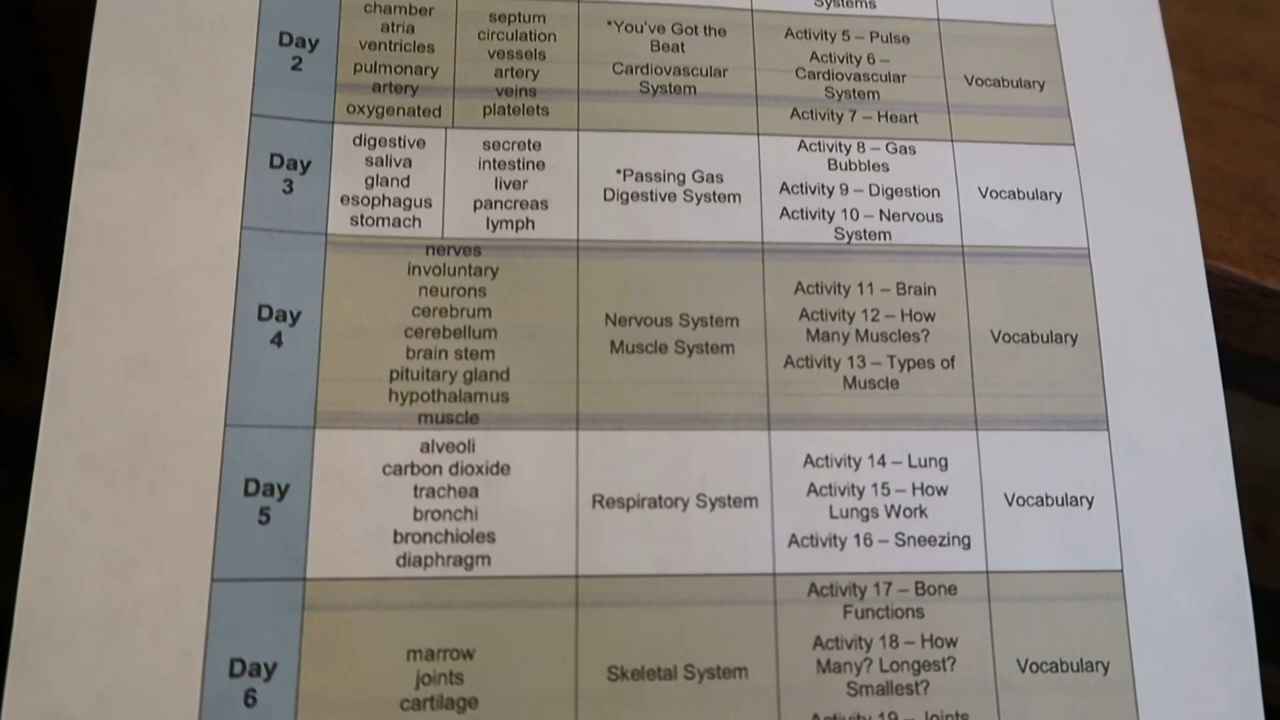 Systems
Day
2
chamber
atria
ventricles
pulmonary
artery
oxygenated
septum
circulation
vessels
artery
veins
platelets
*You've Got the
Beat
Cardiovascular
System
Activity 5 – Pulse
Activity 6 –
Cardiovascular
System
Activity 7 – Heart
Vocabulary
Day
3
digestive
saliva
gland
esophagus
stomach
secrete
intestine
liver
pancreas
lymph
*Passing Gas
Digestive System
Activity 8 – Gas
Bubbles
Activity 9 – Digestion
Activity 10 – Nervous
System
Vocabulary
Day
4
nerves
involuntary
neurons
cerebrum
cerebellum
brain stem
pituitary gland
hypothalamus
muscle
Nervous System
Muscle System
Activity 11 – Brain
Activity 12 – How
Many Muscles?
Activity 13 – Types of
Muscle
Vocabulary
Day
5
alveoli
carbon dioxide
trachea
bronchi
bronchioles
diaphragm
Respiratory System
Activity 14 – Lung
Activity 15 – How
Lungs Work
Activity 16 – Sneezing
Vocabulary
Day
6
marrow
joints
cartilage
Skeletal System
Activity 17 – Bone
Functions
Activity 18 – How
Many? Longest?
Smallest?
Activity 19 – Joints
Vocabulary